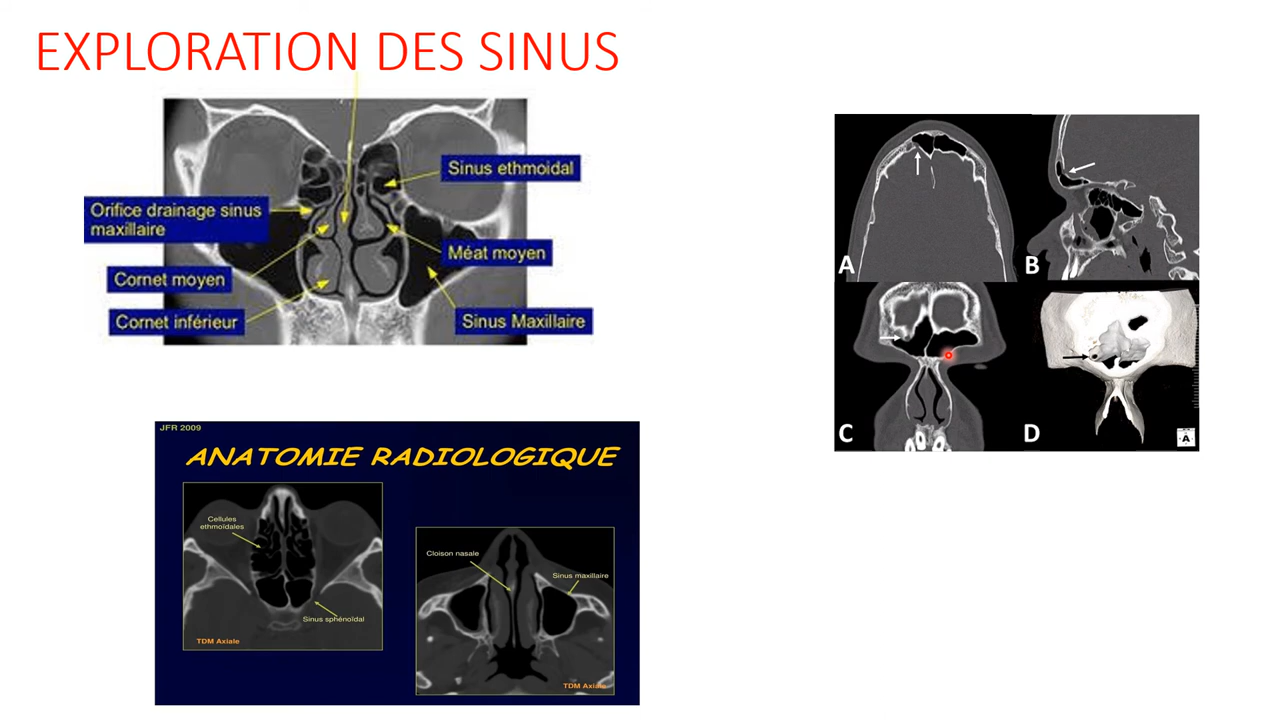 EXPLORATION DES SINUS
Sinus ethmoidal
Orifice drainage sinus
maxillaire
Méat moyen
Cornet moyen
Cornet inférieur
Sinus Maxillaire
A
B
C
D
A
JFR 2009
ANATOMIE RADIOLOGIQUE
Cellules
ethmoïdales
Sinus sphénoïdal
TDM Axiale
Cloison nasale
Sinus maxillaire
TDM Axiale